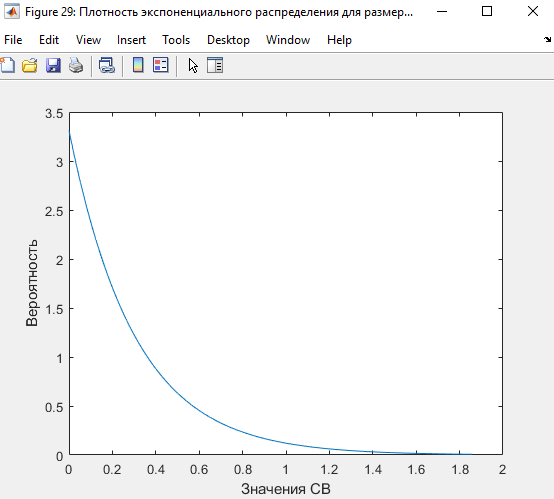 Figure 29: Плотность экспоненциального распределения для размер...
File Edit View Insert Tools Desktop Window Help
3.5
3
2.5
2
1.5
1
0.5
0
Вероятность
0 0.2 0.4 0.6 0.8 1 1.2 1.4 1.6 1.8 2
Значения СВ